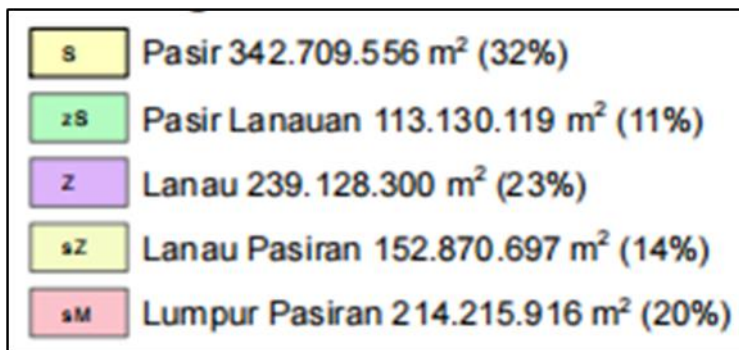 S Pasir 342.709.556 m² (32%)
zS Pasir Lanauan 113.130.119 m² (11%)
Z Lanau 239.128.300 m² (23%)
sZ Lanau Pasiran 152.870.697 m² (14%)
sM Lumpur Pasiran 214.215.916 m² (20%)